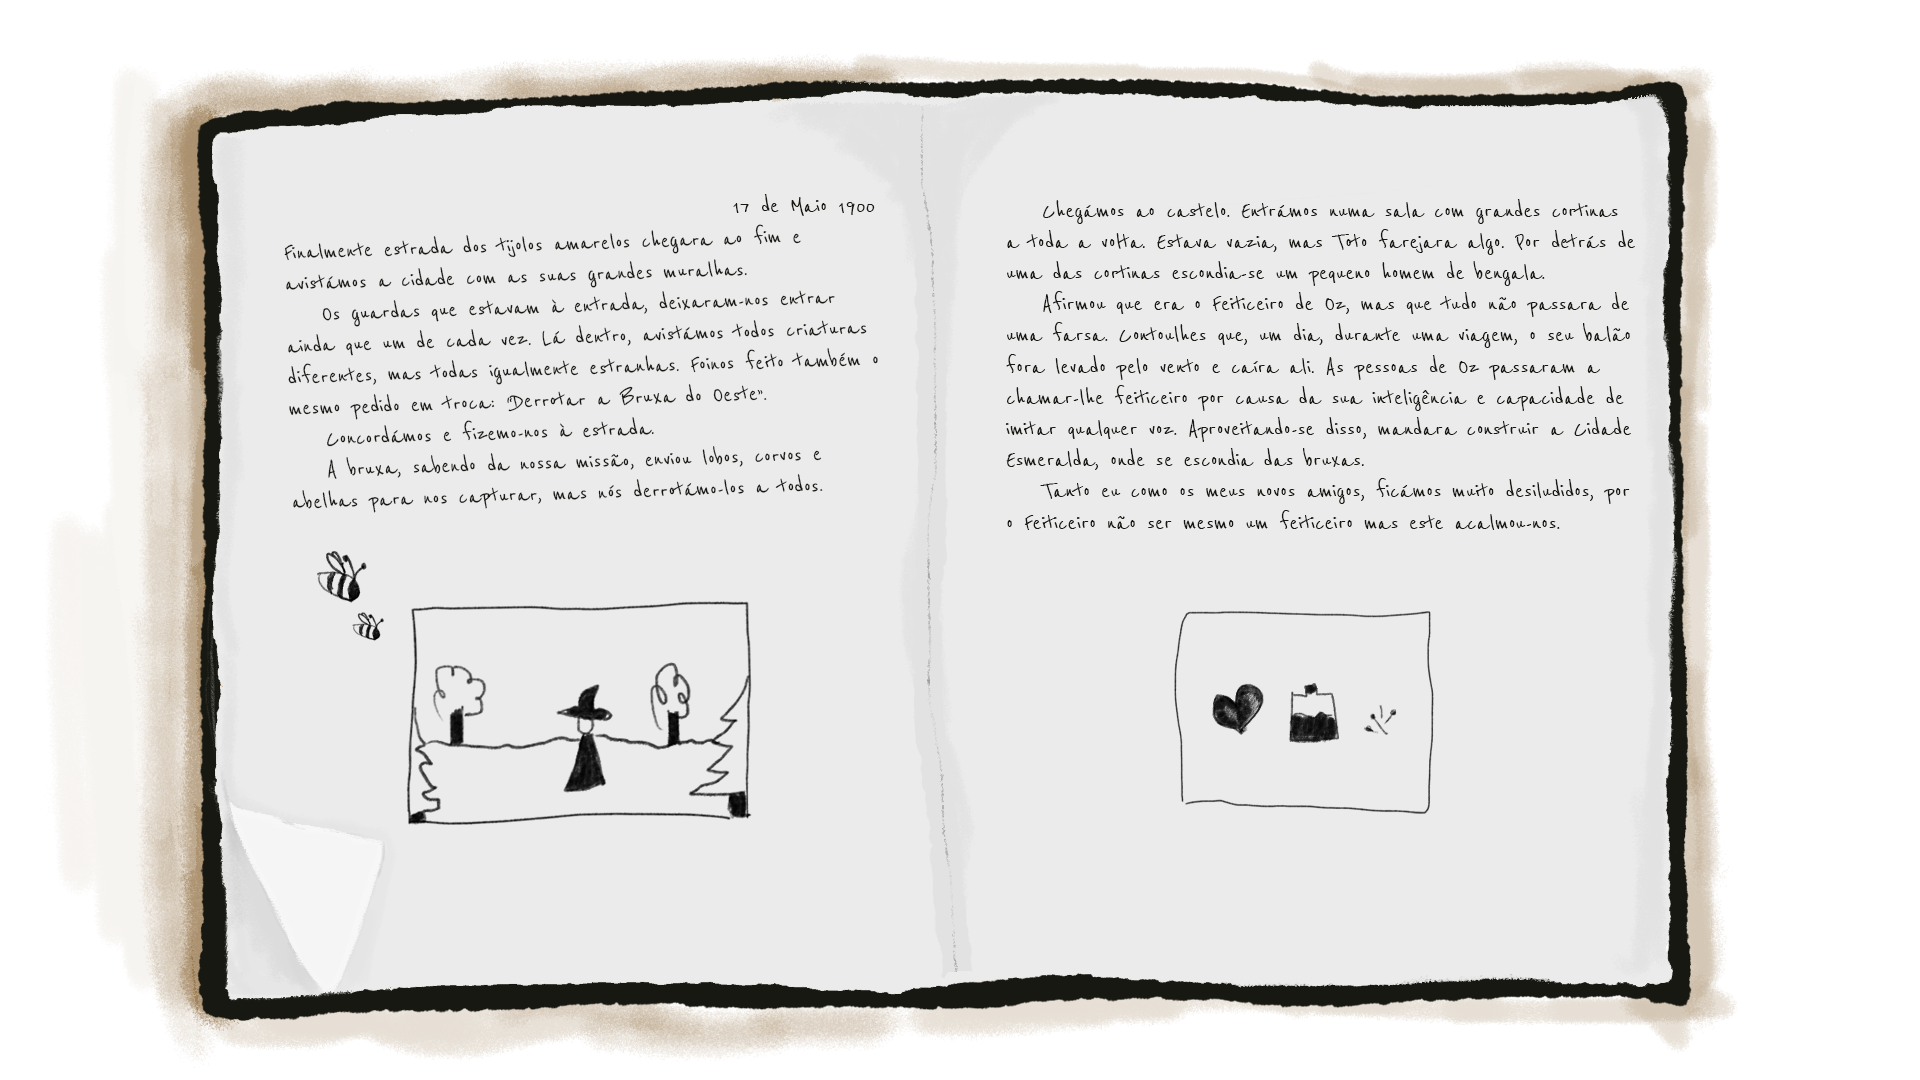 17 de Maio 1900
Finalmente estrada dos tijolos amarelos chegara ao fim e
avistámos a cidade com as suas grandes muralhas.
Os guardas que estavam à entrada, deixaram-nos entrar
ainda que um de cada vez. Lá dentro, avistámos todos criaturas
diferentes, mas todas igualmente estranhas. Foinos feito também o
mesmo pedido em troca: "Derrotar a Bruxa do Oeste".
Concordámos e fizemo-nos à estrada.
A bruxa, sabendo da nossa missão, enviou lobos, corvos e
abelhas para nos capturar, mas nós derrotámo-los a todos.
Chegámos ao castelo. Entrámos numa sala com grandes cortinas
a toda a volta. Estava vazia, mas Toto farejara algo. Por detrás de
uma das cortinas escondia-se um pequeno homem de bengala.
Afirmou que era o Feiticeiro de Oz, mas que tudo não passara de
uma farsa. Contoulhes que, um dia, durante uma viagem, o seu balão
fora levado pelo vento e caíra ali. As pessoas de Oz passaram a
chamar-lhe feiticeiro por causa da sua inteligência e capacidade de
imitar qualquer voz. Aproveitando-se disso, mandara construir a Cidade
Esmeralda, onde se escondia das bruxas.
Tanto eu como os meus novos amigos, ficámos muito desiludidos, por
o Feiticeiro não ser mesmo um feiticeiro mas este acalmou-nos.